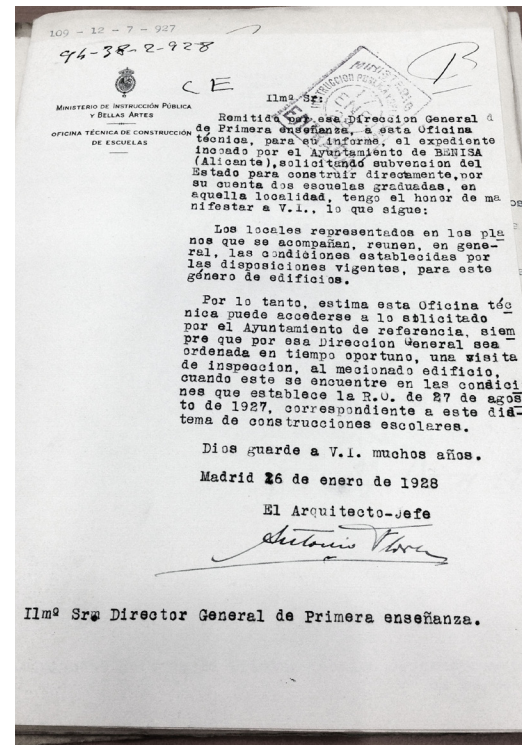 109 - 12 - 7 - 927
94-38-2-928
CE
B
MINISTERIO DE INSTRUCCIÓN PÚBLICA
Y BELLAS ARTES
OFICINA TÉCNICA DE CONSTRUCCIÓN
DE ESCUELAS
MINISTERIO
INSTRUCCION PUBLICA
Ilmº Sr:
Remitido por esa Direccion General d
de Primera enseñanza, a esta Oficina
técnica, para su informe, el expediente
incoado por el Ayuntamiento de BENISA
(Alicante), solicitando subvencion del
Estado para construir directamente, por
su cuenta dos escuelas graduadas, en
aquella localidad, tengo el honor de ma
nifestar a V.I., lo que sigue:
Los locales representados en los pla
nos que se acompañan, reunen, en gene-
ral, las condiciones establecidas por
las disposiciones vigentes, para este
género de edificios.
Por lo tanto, estima esta Oficina téc
nica puede accederse a lo solicitado
por el Ayuntamiento de referencia, siem
pre que por esa Direccion General sea
ordenada en tiempo oportuno, una visita
de inspeccion, al mecionado edificio,
cuando este se encuentre en las condici
nes que establece la R.O. de 27 de agos
to de 1927, correspondiente a este dis-
tema de construcciones escolares.
Dios guarde a V.I. muchos años.
Madrid 26 de enero de 1928
El Arquitecto-Jefe
Antonio Flores
Ilmº Srº Director General de Primera enseñanza.